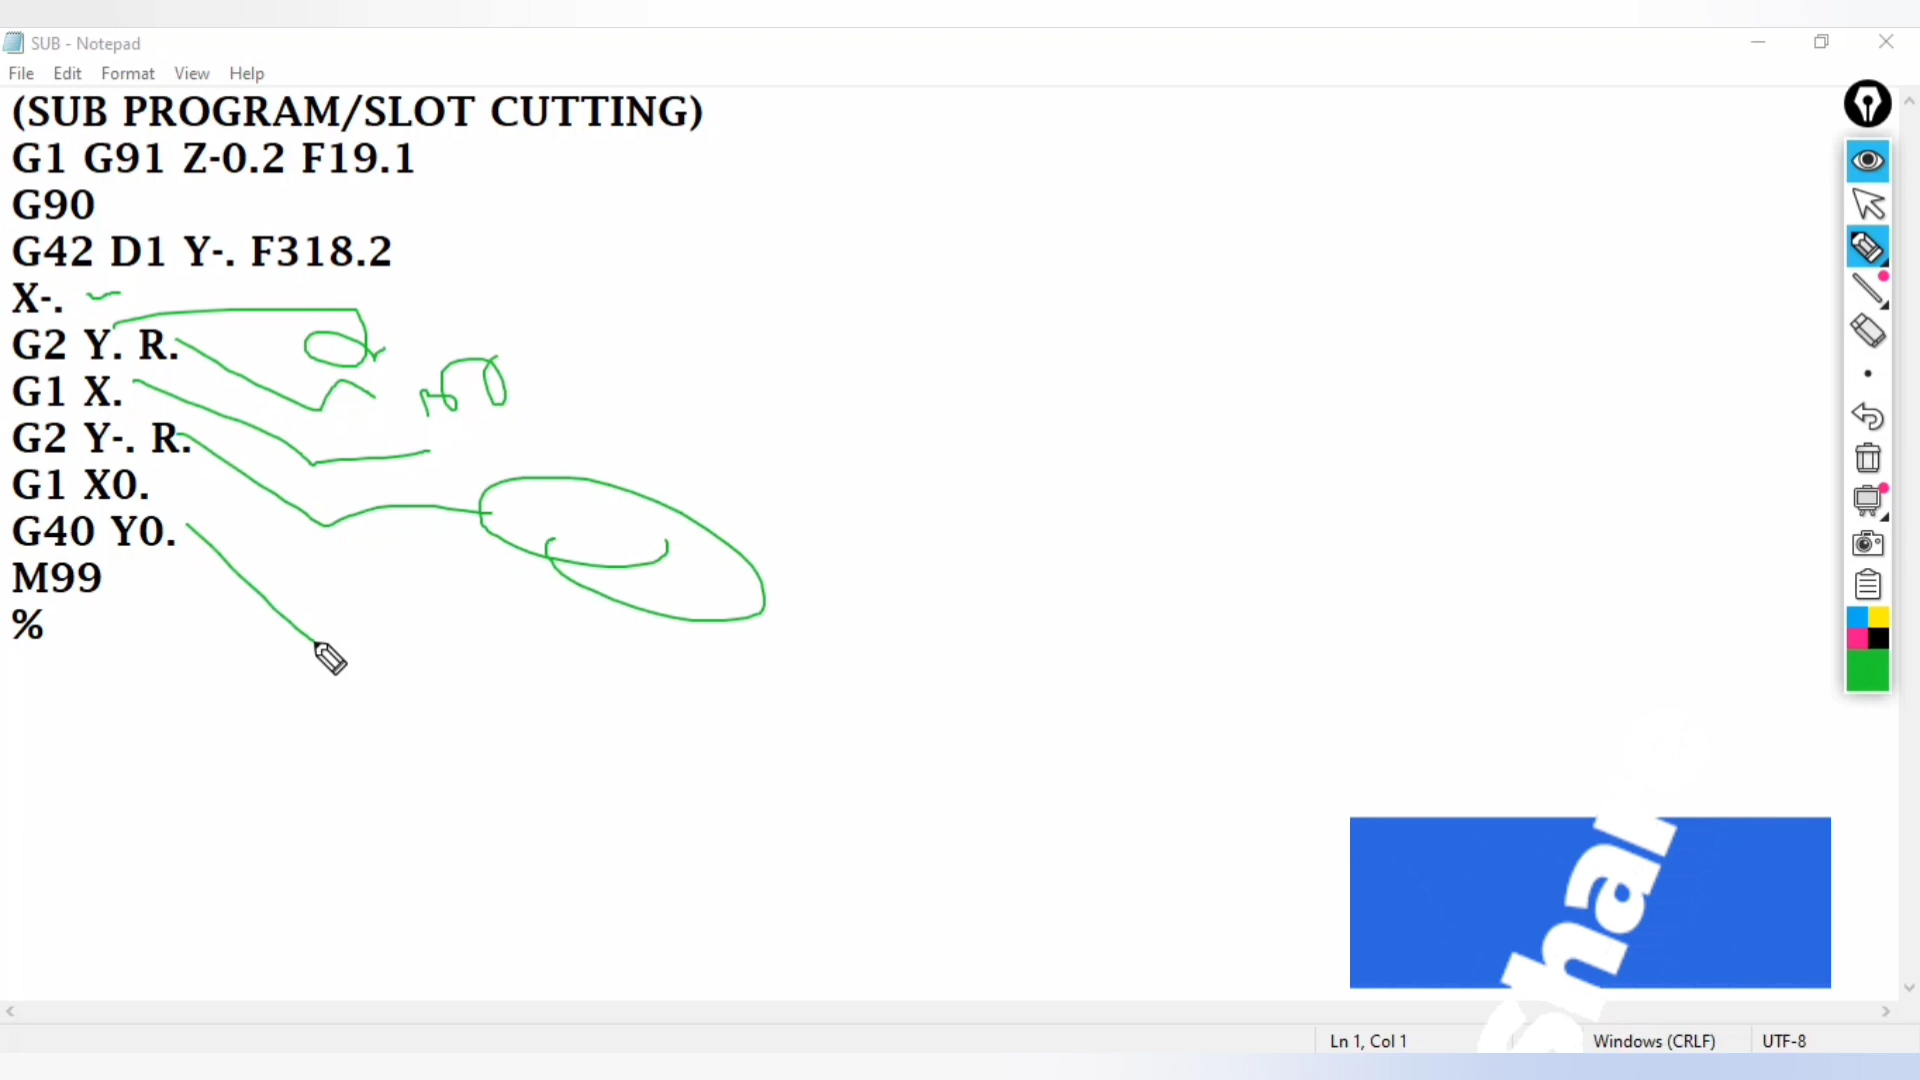 SUB - Notepad
File Edit Format View Help
(SUB PROGRAM/SLOT CUTTING)
G1 G91 Z-0.2 F19.1
G90
G42 D1 Y-. F318.2
X-.
G2 Y. R.
G1 X.
G2 Y-. R.
G1 X0.
G40 Y0.
M99
%
Ln 1, Col 1 Windows (CRLF) UTF-8